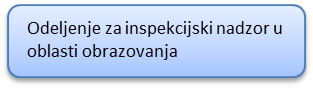 Odeljenje za inspekcijski nadzor u
oblasti obrazovanja